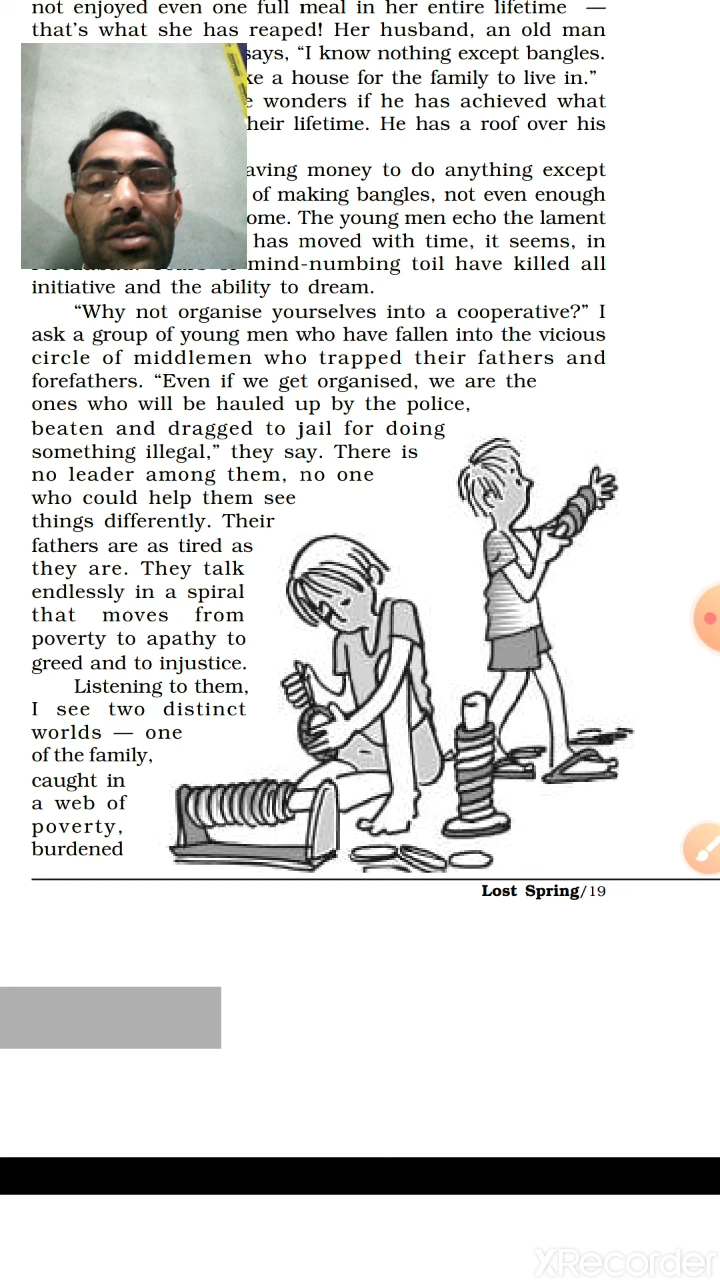 not enjoyed even one full meal in her entire lifetime —
that’s what she has reaped! Her husband, an old man
says, “I know nothing except bangles.
a house for the family to live in.”
wonders if he has achieved what
their lifetime. He has a roof over his
money to do anything except
of making bangles, not even enough
The young men echo the lament
has moved with time, it seems, in
mind-numbing toil have killed all
initiative and the ability to dream.
“Why not organise yourselves into a cooperative?” I
ask a group of young men who have fallen into the vicious
circle of middlemen who trapped their fathers and
forefathers. “Even if we get organised, we are the
ones who will be hauled up by the police,
beaten and dragged to jail for doing
something illegal,” they say. There is
no leader among them, no one
who could help them see
things differently. Their
fathers are as tired as
they are. They talk
endlessly in a spiral
that moves from
poverty to apathy to
greed and to injustice.
Listening to them,
I see two distinct
worlds — one
of the family,
caught in
a web of
poverty,
burdened
Lost Spring/19
XRecorder